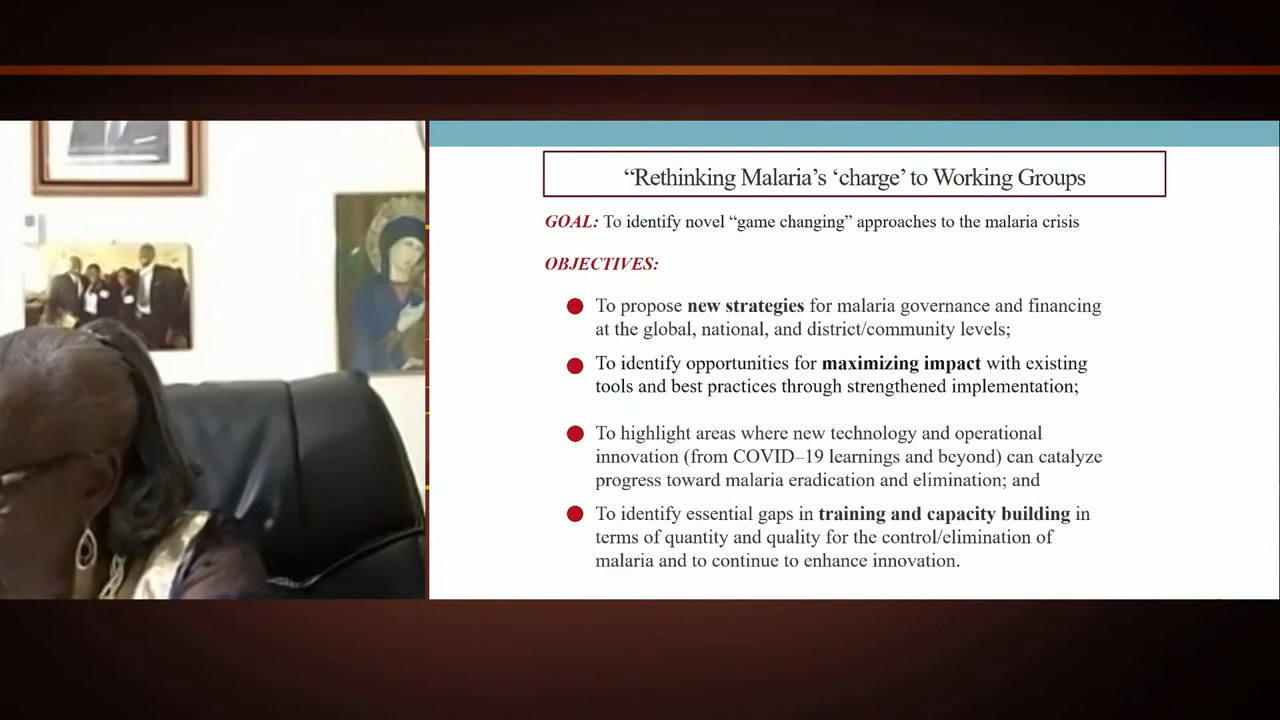 “Rethinking Malaria’s ‘charge’ to Working Groups
GOAL: To identify novel “game changing” approaches to the malaria crisis
OBJECTIVES:
To propose new strategies for malaria governance and financing
at the global, national, and district/community levels;
To identify opportunities for maximizing impact with existing
tools and best practices through strengthened implementation;
To highlight areas where new technology and operational
innovation (from COVID–19 learnings and beyond) can catalyze
progress toward malaria eradication and elimination; and
To identify essential gaps in training and capacity building in
terms of quantity and quality for the control/elimination of
malaria and to continue to enhance innovation.